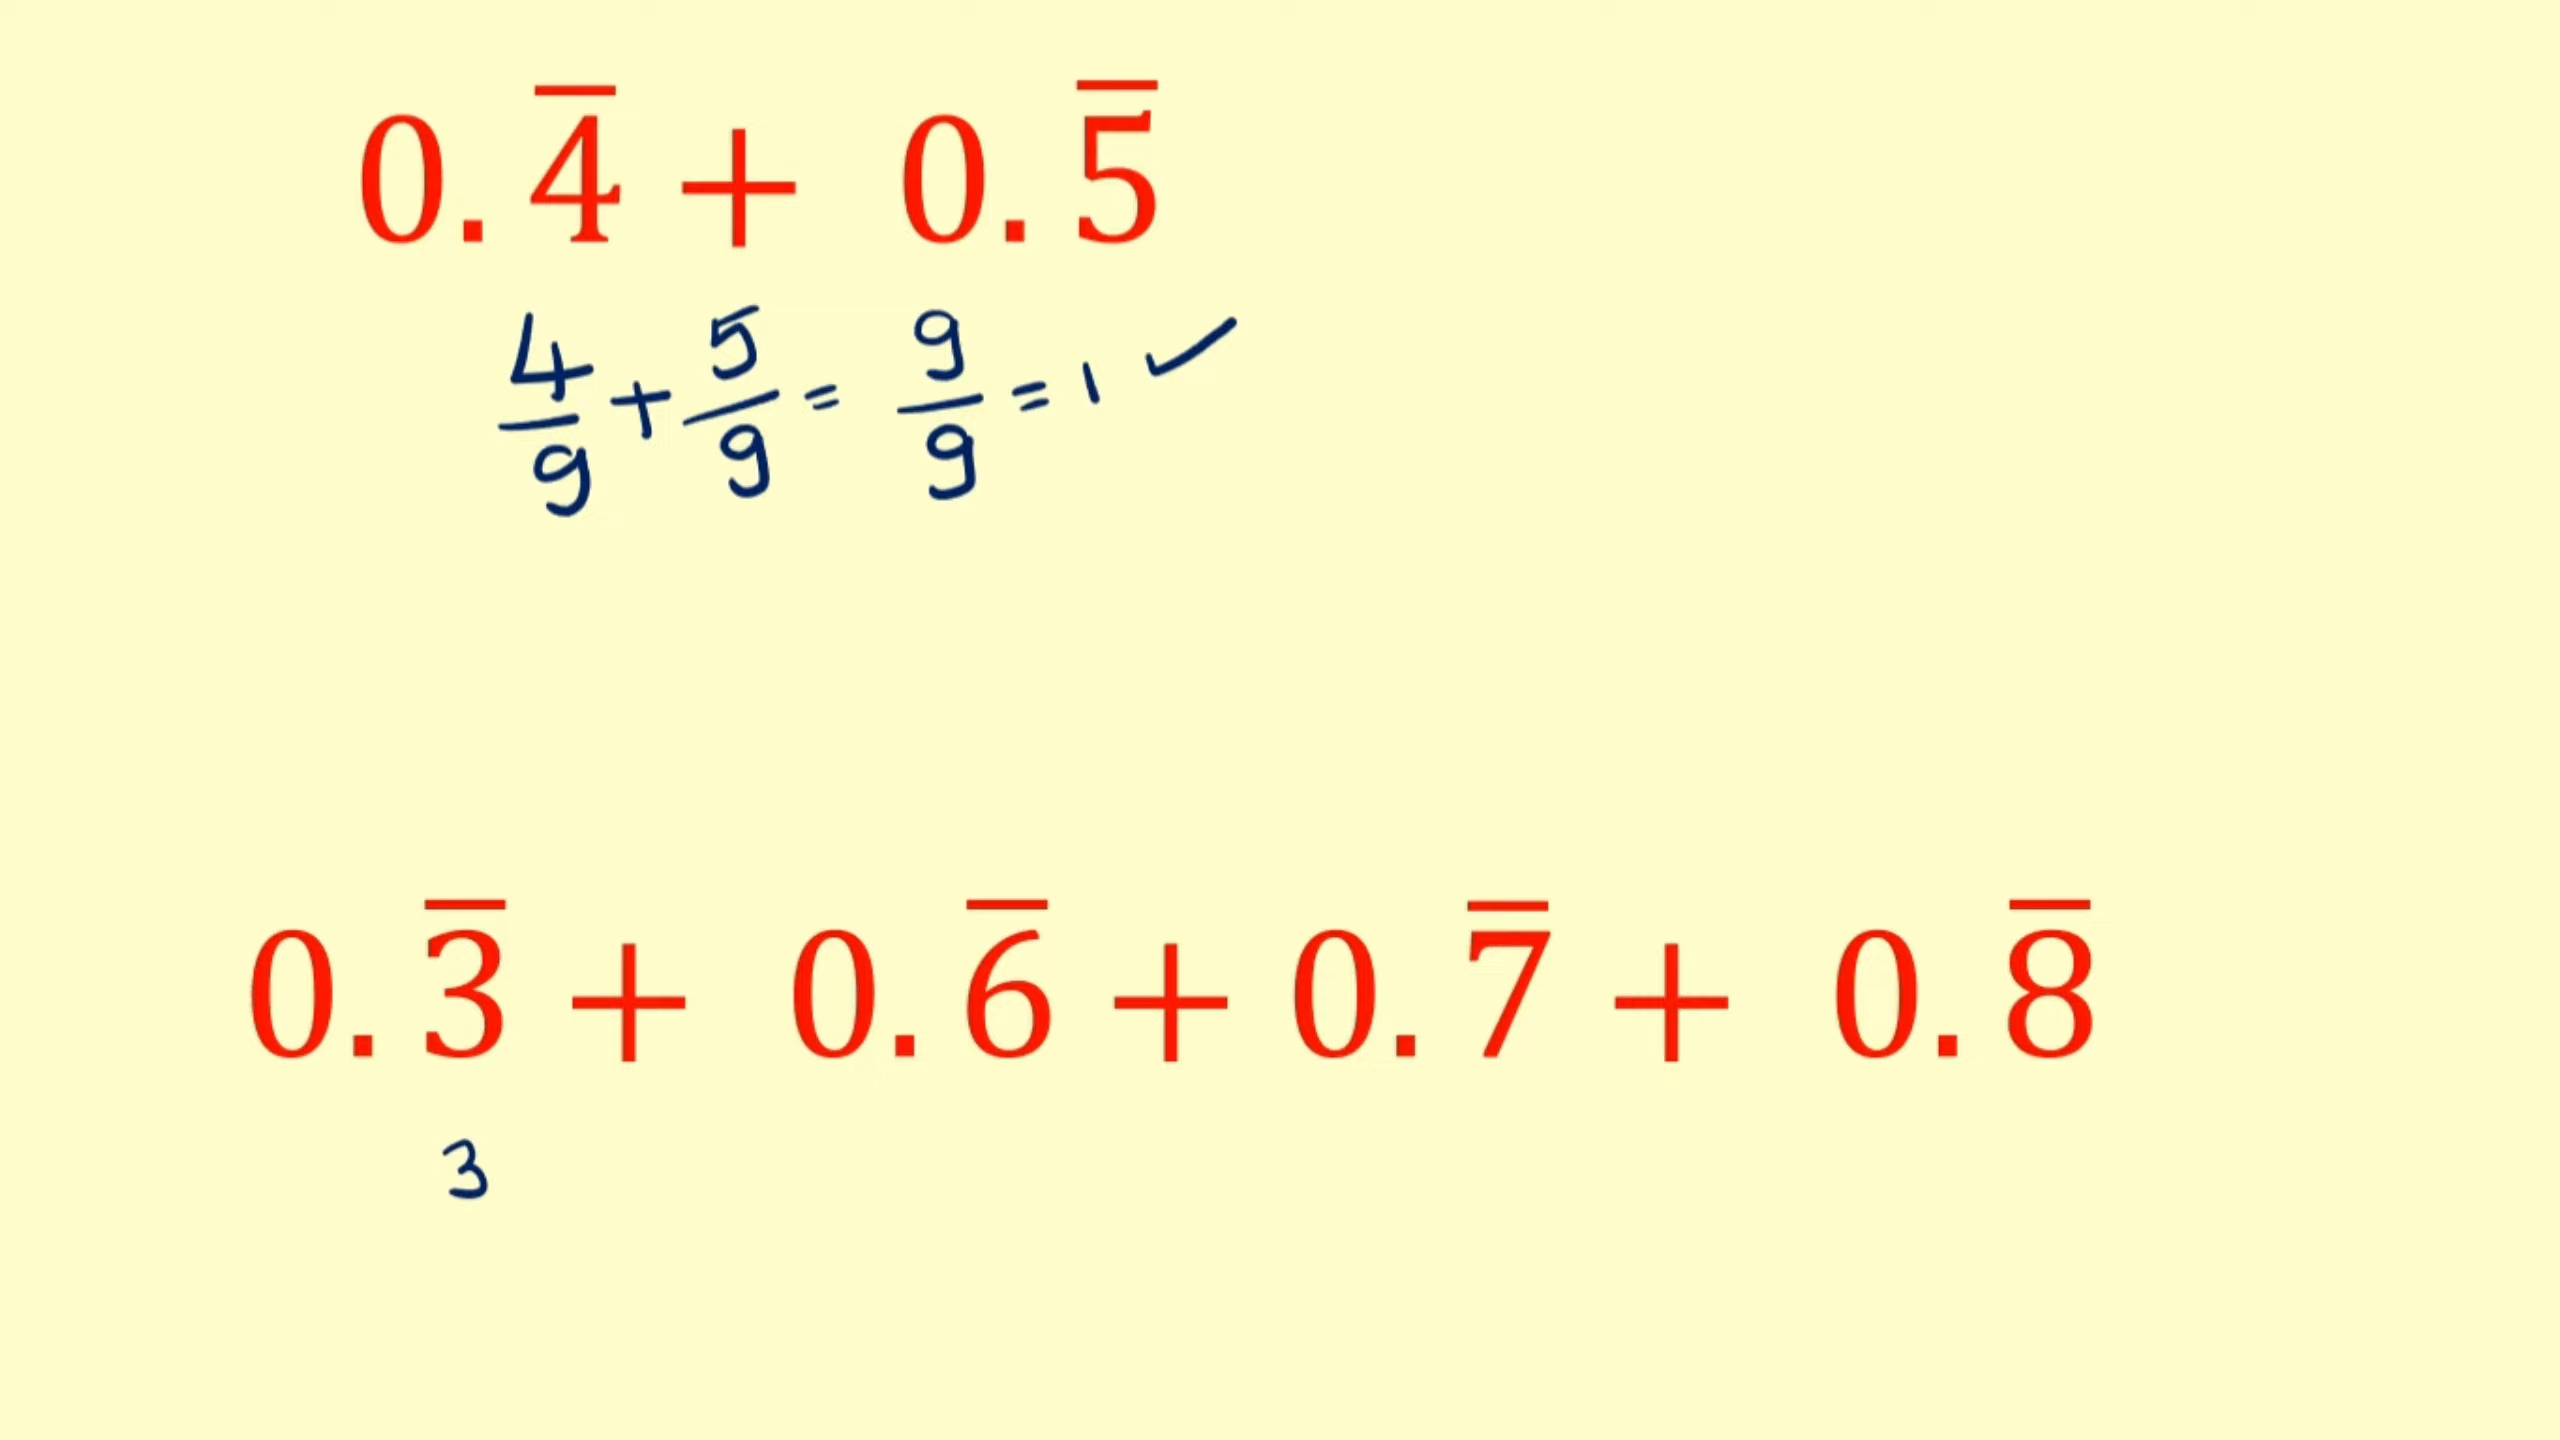 0.4̅ + 0.5̅
4/9 + 5/9 = 9/9 = 1 ✓
0.3̅ + 0.6̅ + 0.7̅ + 0.8̅
3